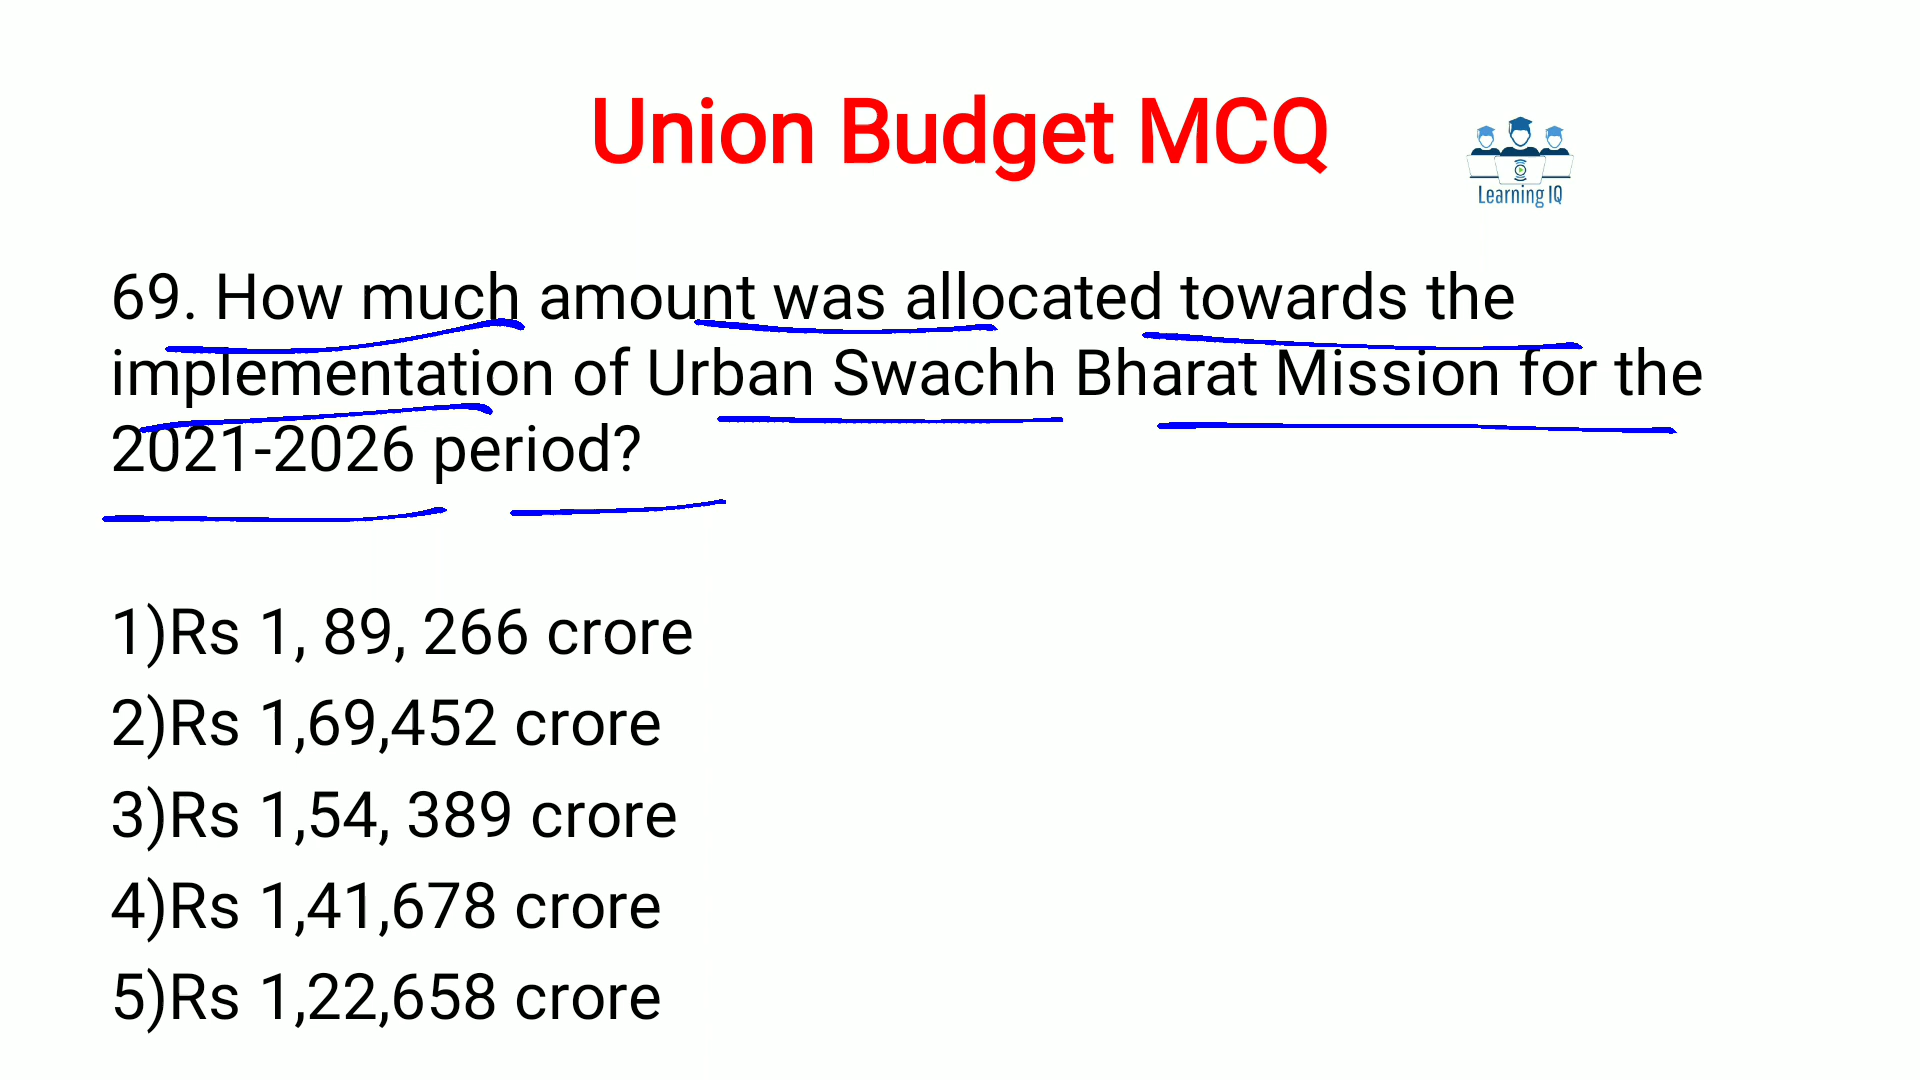 Union Budget MCQ
Learning IQ
69. How much amount was allocated towards the
implementation of Urban Swachh Bharat Mission for the
2021-2026 period?
1)Rs 1, 89, 266 crore
2)Rs 1,69,452 crore
3)Rs 1,54, 389 crore
4)Rs 1,41,678 crore
5)Rs 1,22,658 crore